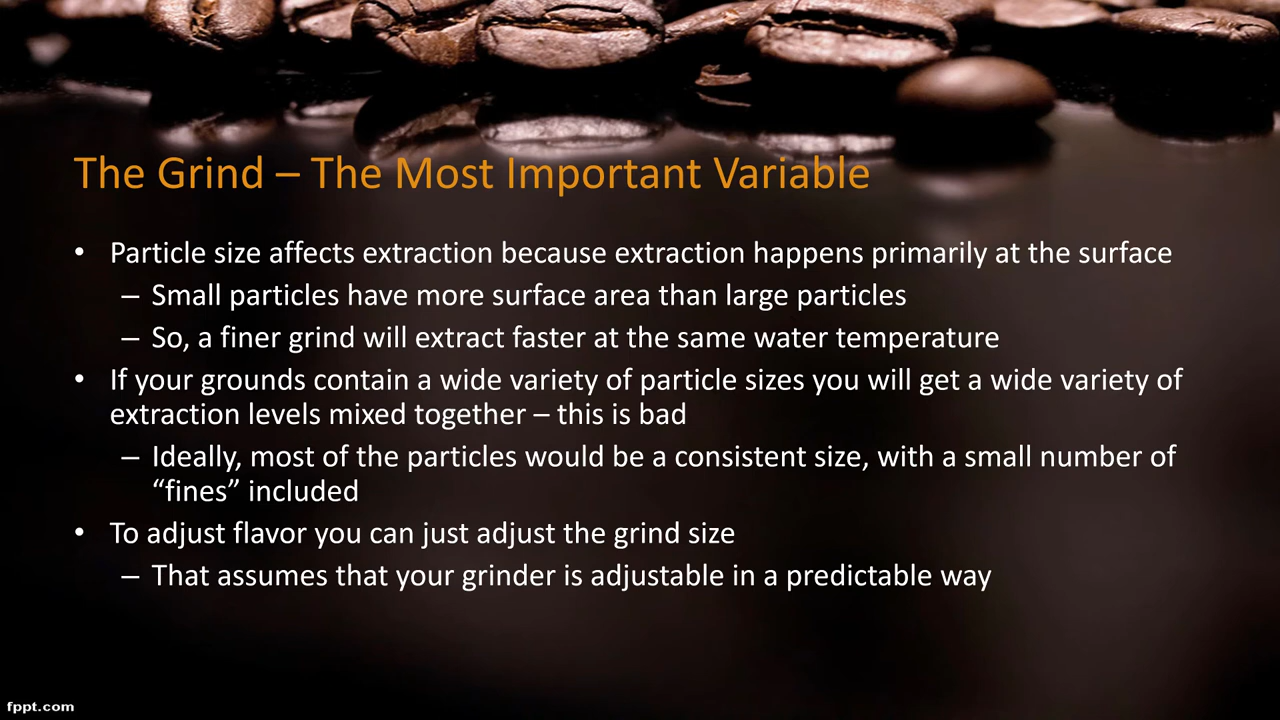 The Grind – The Most Important Variable
• Particle size affects extraction because extraction happens primarily at the surface
– Small particles have more surface area than large particles
– So, a finer grind will extract faster at the same water temperature
• If your grounds contain a wide variety of particle sizes you will get a wide variety of
extraction levels mixed together – this is bad
– Ideally, most of the particles would be a consistent size, with a small number of
“fines” included
• To adjust flavor you can just adjust the grind size
– That assumes that your grinder is adjustable in a predictable way
fppt.com